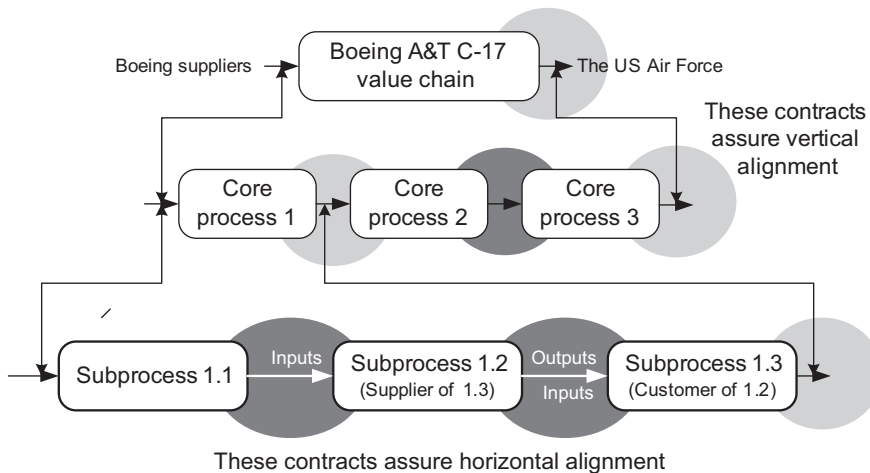 Boeing suppliers
Boeing A&T C-17
value chain
The US Air Force
These contracts
assure vertical
alignment
Core
process 1
Core
process 2
Core
process 3
Subprocess 1.1
Inputs
Subprocess 1.2
(Supplier of 1.3)
Outputs
Inputs
Subprocess 1.3
(Customer of 1.2)
These contracts assure horizontal alignment